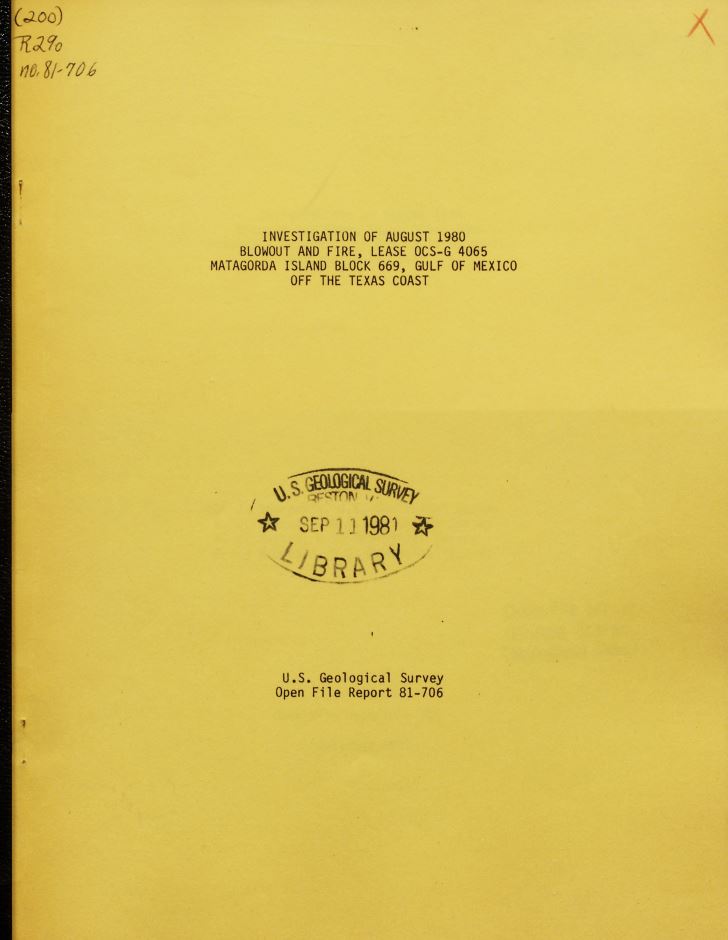 (200)
R290
no. 81-706
X
INVESTIGATION OF AUGUST 1980
BLOWOUT AND FIRE, LEASE OCS-G 4065
MATAGORDA ISLAND BLOCK 669, GULF OF MEXICO
OFF THE TEXAS COAST
U.S. GEOLOGICAL SURVEY
RESTON
SEP 11 1981
LIBRARY
U.S. Geological Survey
Open File Report 81-706